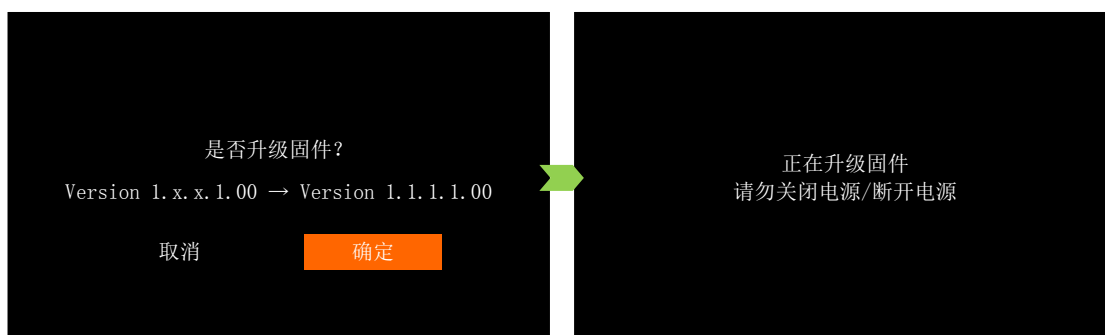 是否升级固件?
Version 1.x.x.1.00 → Version 1.1.1.1.00
取消
确定
正在升级固件
请勿关闭电源/断开电源